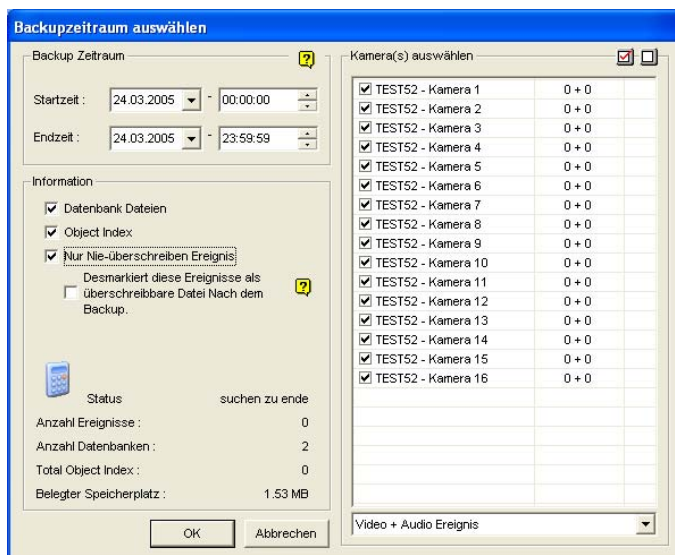 Backupzeitraum auswählen
Backup Zeitraum
Startzeit : 24.03.2005 - 00:00:00
Endzeit : 24.03.2005 - 23:59:59
Information
Datenbank Dateien
Object Index
Nur Nie-überschreiben Ereignis
Desmarkiert diese Ereignisse als
überschreibbare Datei Nach dem
Backup.
Status suchen zu ende
Anzahl Ereignisse : 0
Anzahl Datenbanken : 2
Total Object Index : 0
Belegter Speicherplatz : 1.53 MB
OK Abbrechen
Kamera(s) auswählen
TEST52 - Kamera 1 0 + 0
TEST52 - Kamera 2 0 + 0
TEST52 - Kamera 3 0 + 0
TEST52 - Kamera 4 0 + 0
TEST52 - Kamera 5 0 + 0
TEST52 - Kamera 6 0 + 0
TEST52 - Kamera 7 0 + 0
TEST52 - Kamera 8 0 + 0
TEST52 - Kamera 9 0 + 0
TEST52 - Kamera 10 0 + 0
TEST52 - Kamera 11 0 + 0
TEST52 - Kamera 12 0 + 0
TEST52 - Kamera 13 0 + 0
TEST52 - Kamera 14 0 + 0
TEST52 - Kamera 15 0 + 0
TEST52 - Kamera 16 0 + 0
Video + Audio Ereignis